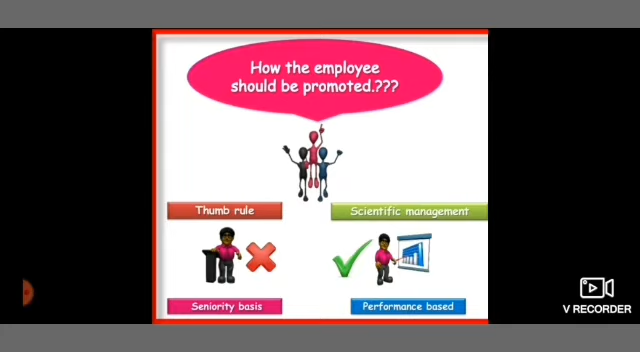 How the employee
should be promoted.???
Thumb rule
Scientific management
Seniority basis
Performance based
V RECORDER